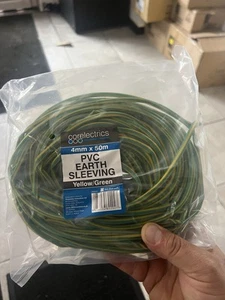 corelectrics
4mm x 50m
PVC
EARTH
SLEEVING
Yellow/Green